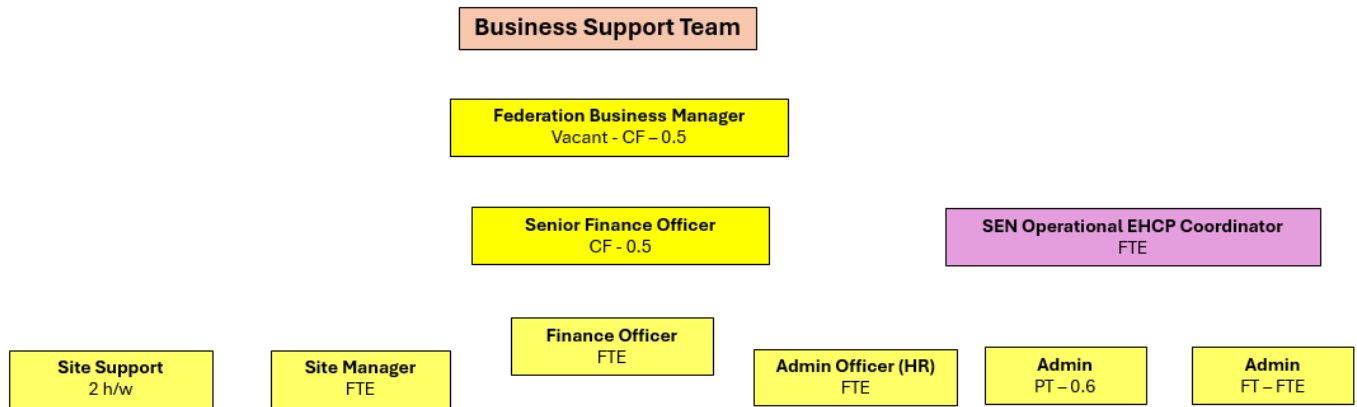 Business Support Team
Federation Business Manager
Vacant - CF – 0.5
Senior Finance Officer
CF - 0.5
SEN Operational EHCP Coordinator
FTE
Site Support
2 h/w
Site Manager
FTE
Finance Officer
FTE
Admin Officer (HR)
FTE
Admin
PT – 0.6
Admin
FT – FTE